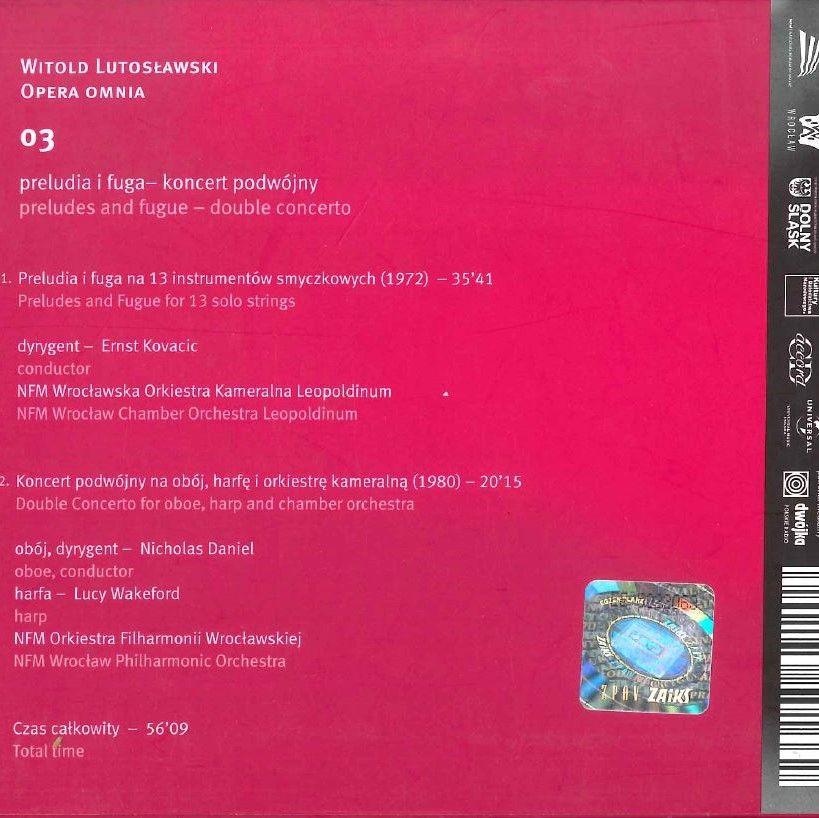 Witold Lutosławski
Opera omnia
03
preludia i fuga– koncert podwójny
preludes and fugue – double concerto
1. Preludia i fuga na 13 instrumentów smyczkowych (1972) – 35’41
Preludes and Fugue for 13 solo strings
dyrygent – Ernst Kovacic
conductor
NFM Wrocławska Orkiestra Kameralna Leopoldinum
NFM Wrocław Chamber Orchestra Leopoldinum
2. Koncert podwójny na obój, harfę i orkiestrę kameralną (1980) – 20’15
Double Concerto for oboe, harp and chamber orchestra
obój, dyrygent – Nicholas Daniel
oboe, conductor
harfa – Lucy Wakeford
harp
NFM Orkiestra Filharmonii Wrocławskiej
NFM Wrocław Philharmonic Orchestra
Czas całkowity – 56’09
Total time
ZPAV ZAiKS
WROCŁAW
DOLNY
ŚLĄSK
accord
UNIVERSAL
dwójka
POLSKIE RADIO